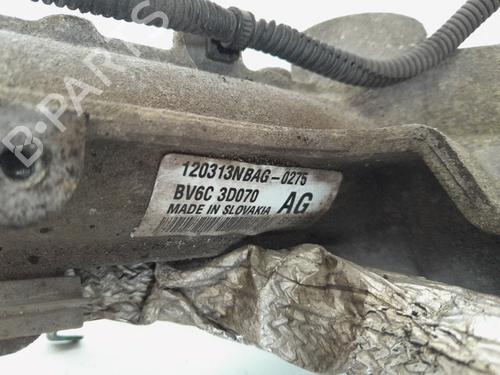 B-PARTS
120313NBAG-0275
BV6C 3D070 AG
MADE IN SLOVAKIA